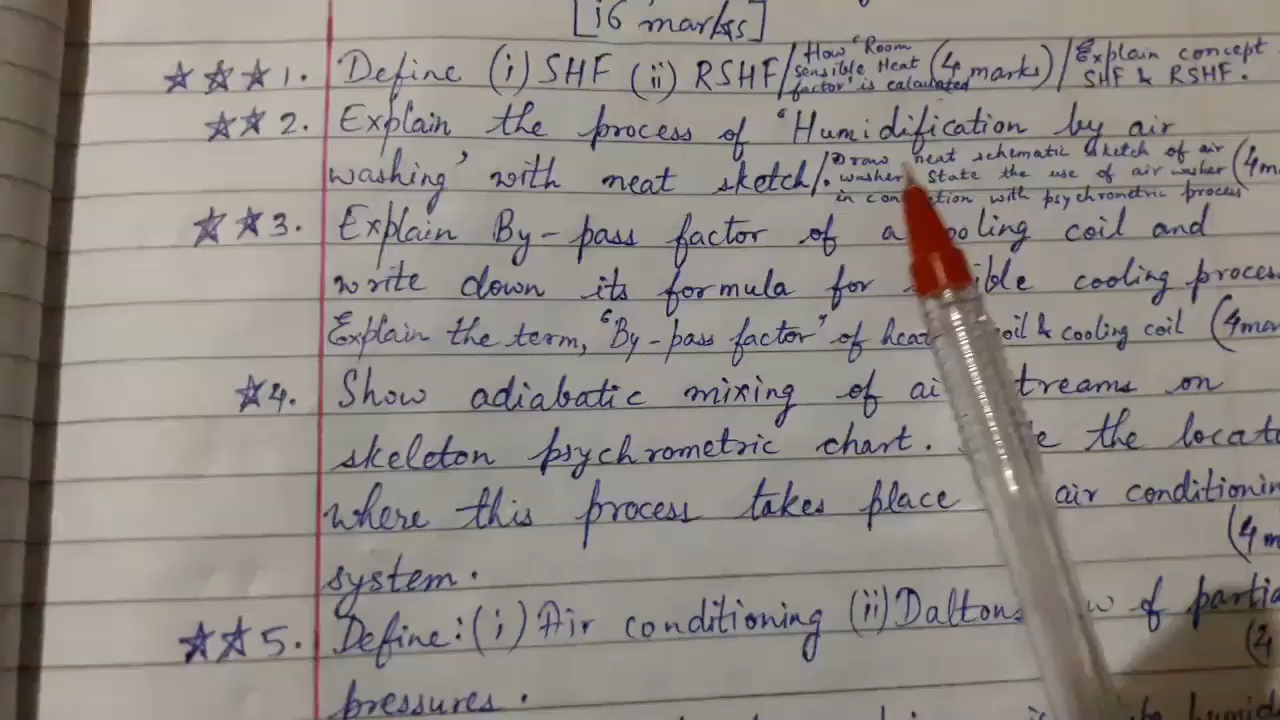 [16 marks]
☆☆☆1. Define (i) SHF (ii) RSHF/How 'Room sensible Heat factor' is calculated (4 marks)/Explain concept SHF & RSHF.
☆☆2. Explain the process of 'Humidification by air
washing' with neat sketch/. Draw neat schematic sketch of air washer. State the use of air washer in with psychrometric process (4m
☆☆3. Explain By-pass factor of a cooling coil and
write down its formula for cooling process
Explain the term, "By-pass factor" of coil & cooling coil (4mar
☆4. Show adiabatic mixing of air streams on
skeleton psychrometric chart. the locat
where this process takes place air conditionin
system. (4m
☆☆5. Define: (i) Air conditioning (ii) Daltons of partia
pressures. (4